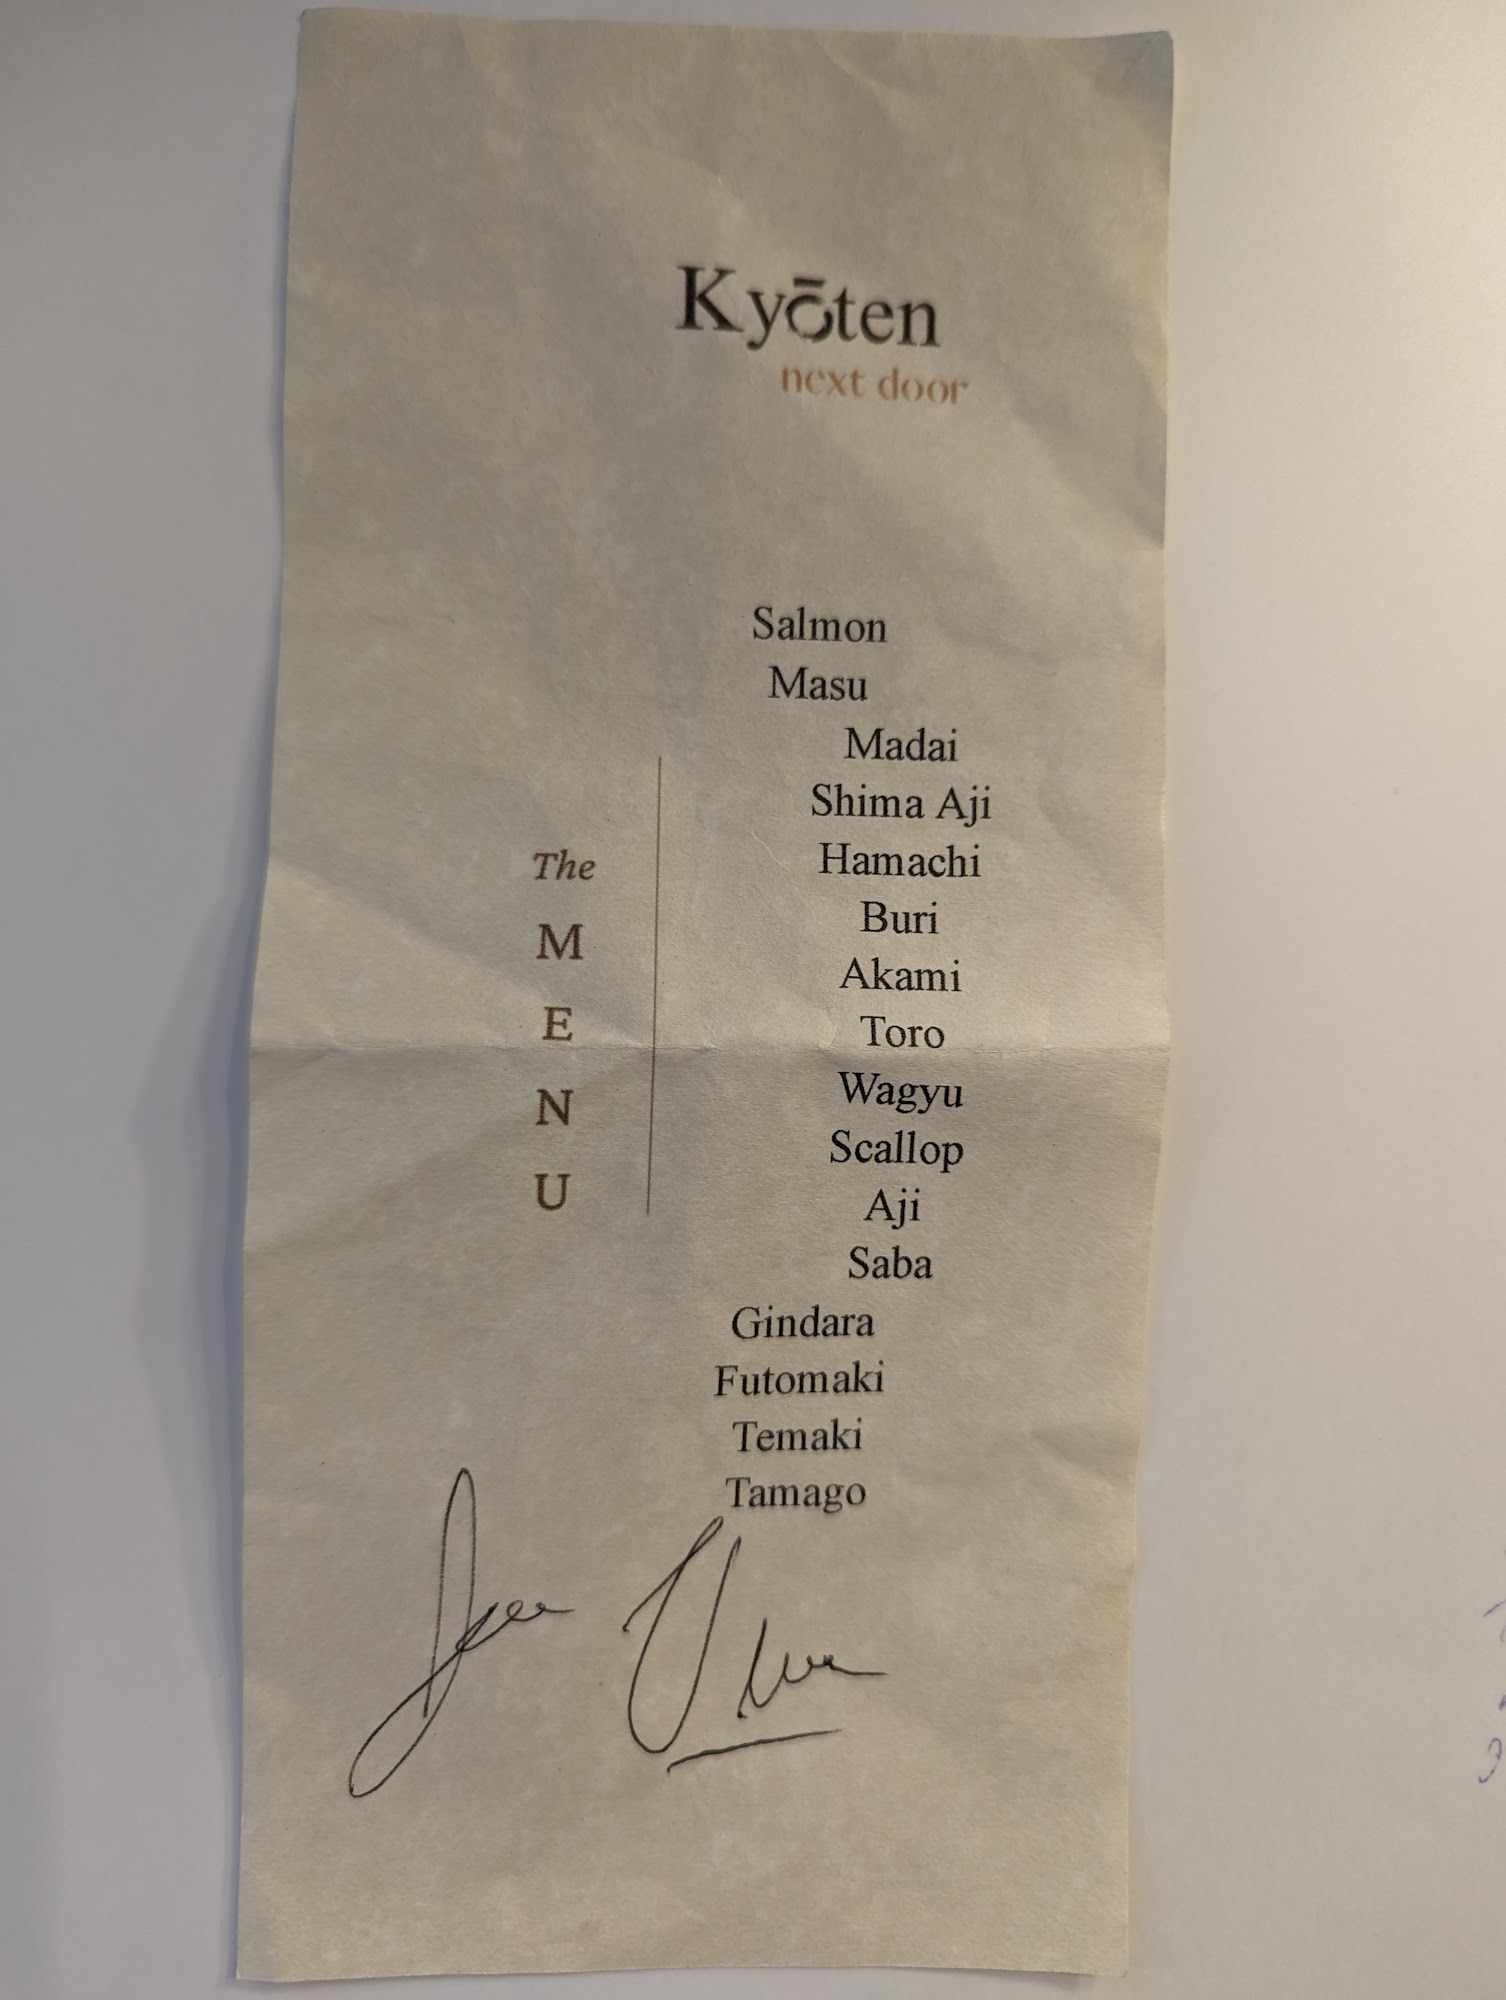 Kyōten
next door
The
MENU
Salmon
Masu
Madai
Shima Aji
Hamachi
Buri
Akami
Toro
Wagyu
Scallop
Aji
Saba
Gindara
Futomaki
Temaki
Tamago